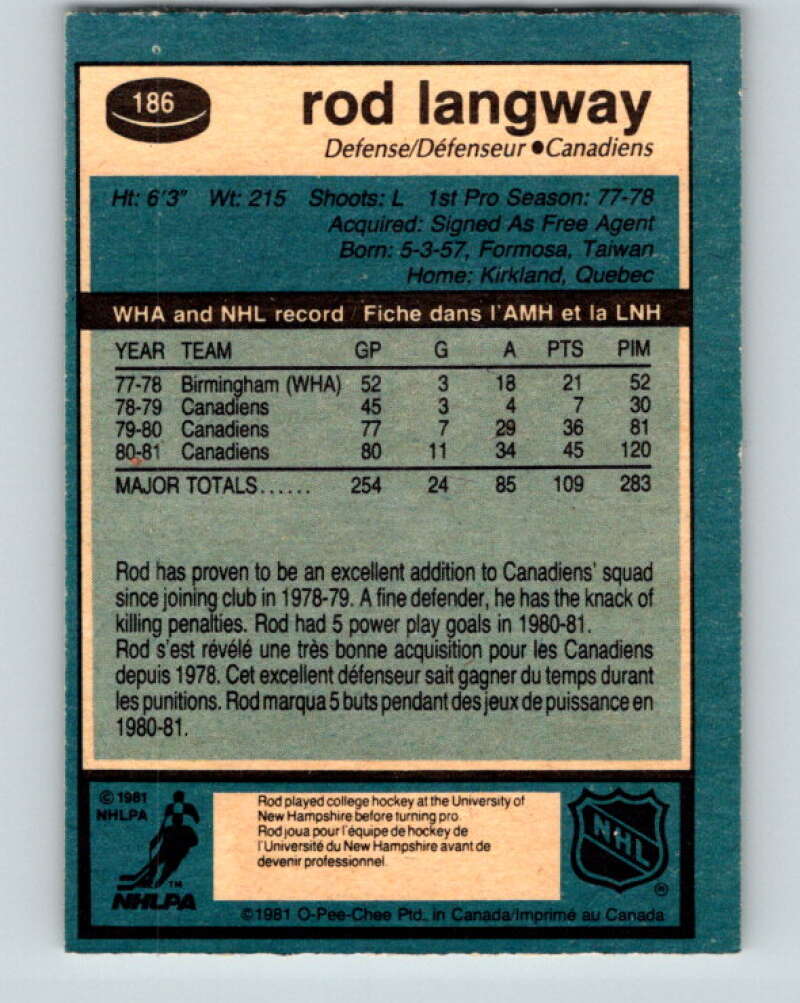 186
rod langway
Defense/Défenseur ●Canadiens
Ht: 6'3" Wt: 215 Shoots: L 1st Pro Season: 77-78
Acquired: Signed As Free Agent
Born: 5-3-57, Formosa, Taiwan
Home: Kirkland, Quebec
WHA and NHL record / Fiche dans l'AMH et la LNH
YEAR TEAM GP G A PTS PIM
77-78 Birmingham (WHA) 52 3 18 21 52
78-79 Canadiens 45 3 4 7 30
79-80 Canadiens 77 7 29 36 81
80-81 Canadiens 80 11 34 45 120
MAJOR TOTALS...... 254 24 85 109 283
Rod has proven to be an excellent addition to Canadiens' squad
since joining club in 1978-79. A fine defender, he has the knack of
killing penalties. Rod had 5 power play goals in 1980-81.
Rod s'est révélé une très bonne acquisition pour les Canadiens
depuis 1978. Cet excellent défenseur sait gagner du temps durant
les punitions. Rod marqua 5 buts pendant des jeux de puissance en
1980-81.
© 1981
NHLPA
TM
NHLPA
Rod played college hockey at the University of
New Hampshire before turning pro.
Rod joua pour l'équipe de hockey de
l'Université du New Hampshire avant de
devenir professionnel.
NHL
®
©1981 O-Pee-Chee Ptd. in Canada/Imprimé au Canada